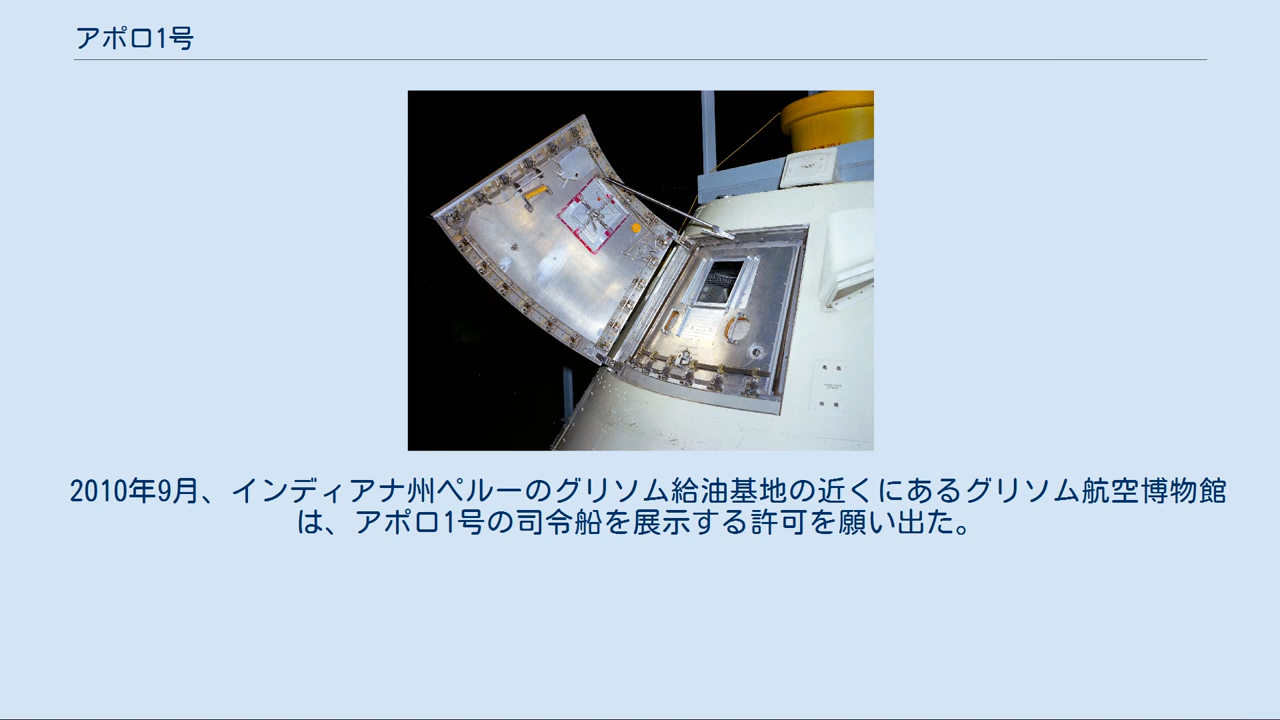 アポロ1号
2010年9月、インディアナ州ペルーのグリソム給油基地の近くにあるグリソム航空博物館
は、アポロ1号の司令船を展示する許可を願い出た。